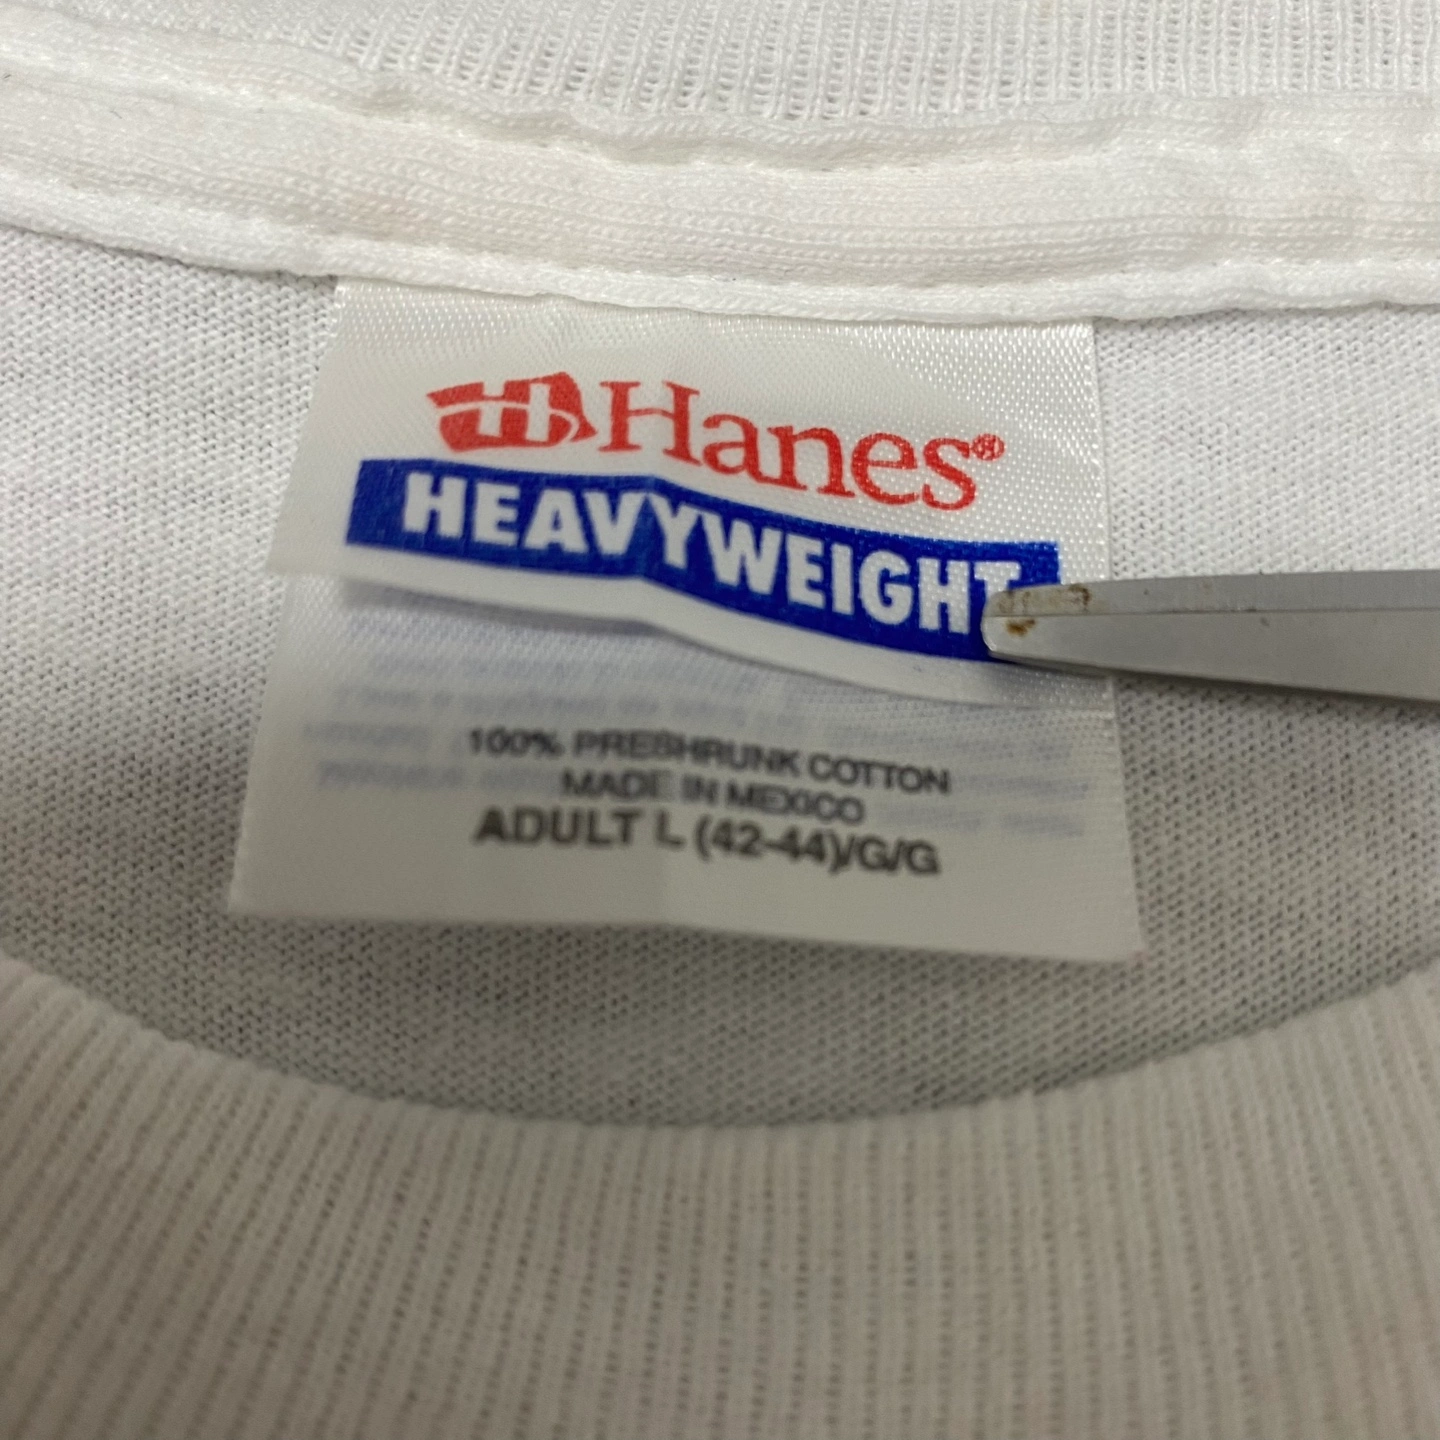 Hanes®
HEAVYWEIGHT
100% PRESHRUNK COTTON
MADE IN MEXICO
ADULT L (42-44)/G/G